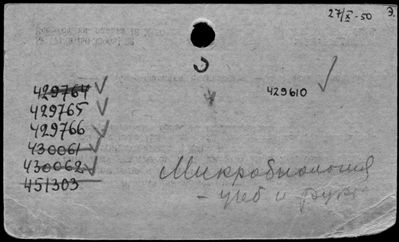 27/X-50 Э.
429764
429765
429766
430061
430062
451303
429610
Микробиология
- учеб и рук